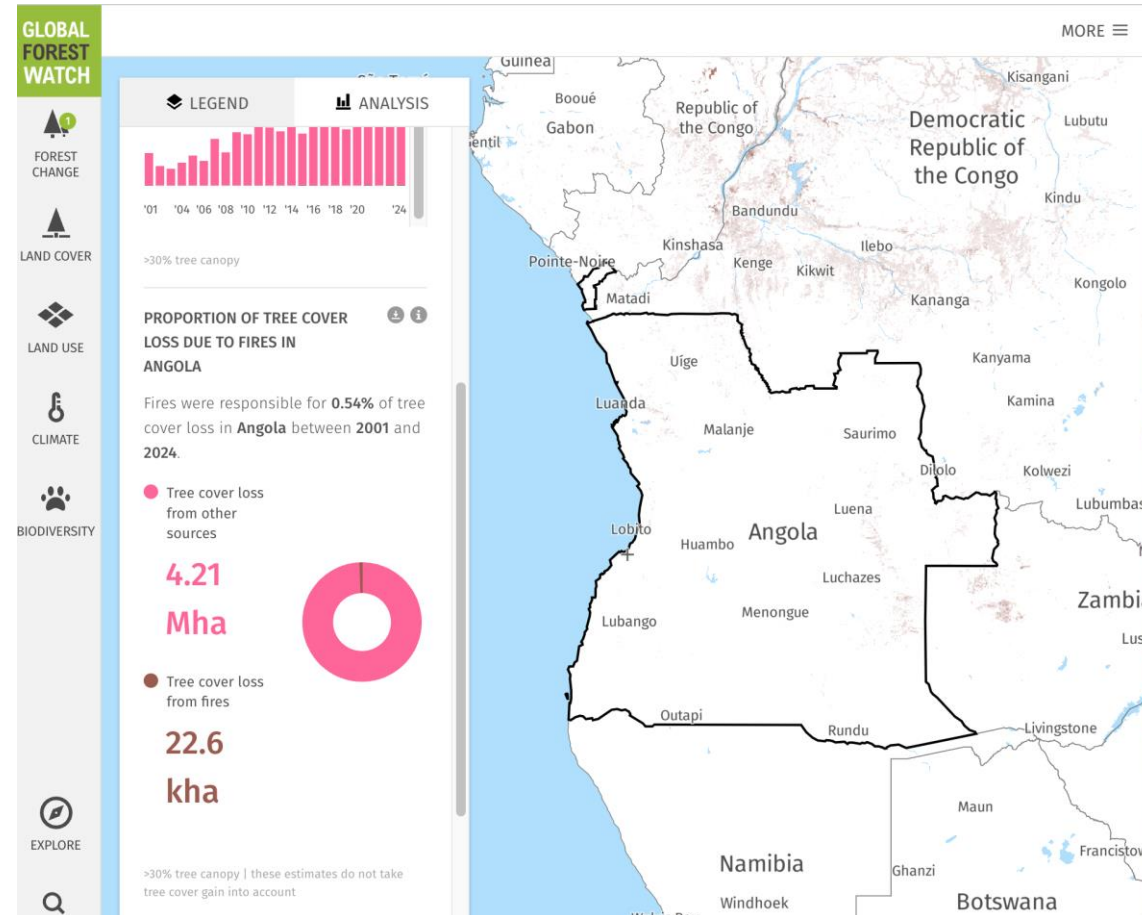 GLOBAL
FOREST
WATCH
MORE
1
FOREST
CHANGE
LAND COVER
LAND USE
CLIMATE
BIODIVERSITY
EXPLORE
LEGEND
ANALYSIS
'01 '04 '06 '08 '10 '12 '14 '16 '18 '20 '24
>30% tree canopy
PROPORTION OF TREE COVER
LOSS DUE TO FIRES IN
ANGOLA
Fires were responsible for 0.54% of tree
cover loss in Angola between 2001 and
2024.
Tree cover loss
from other
sources
4.21
Mha
Tree cover loss
from fires
22.6
kha
>30% tree canopy | these estimates do not take
tree cover gain into account
Guinea
Booué
Gabon
entil
Republic of
the Congo
Kisangani
Democratic
Republic of
the Congo
Lubutu
Kindu
Bandundu
Kinshasa
Ilebo
Pointe-Noire
Kenge
Kikwit
Matadi
Kananga
Kongolo
Uíge
Kanyama
Luanda
Kamina
Malanje
Saurimo
Dilolo
Kolwezi
Luena
Lubumbas
Lobito
Huambo
Angola
Luchazes
Zambi
Lubango
Menongue
Lus
Outapi
Rundu
Livingstone
Maun
Francistov
Namibia
Ghanzi
Windhoek
Botswana